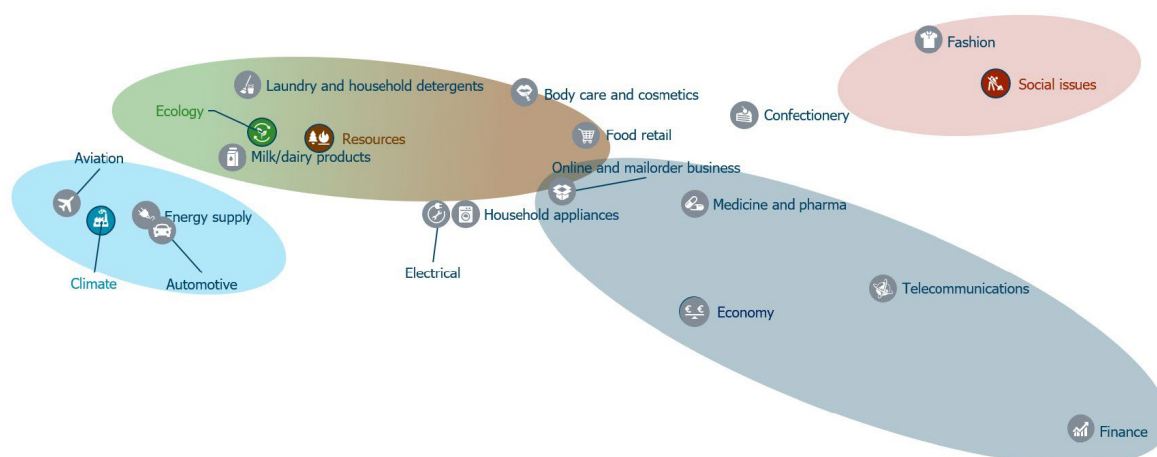 Fashion
Laundry and household detergents
Social issues
Body care and cosmetics
Ecology
Confectionery
Resources
Food retail
Milk/dairy products
Aviation
Online and mailorder business
Medicine and pharma
Energy supply
Household appliances
Electrical
Climate
Automotive
Telecommunications
Economy
Finance